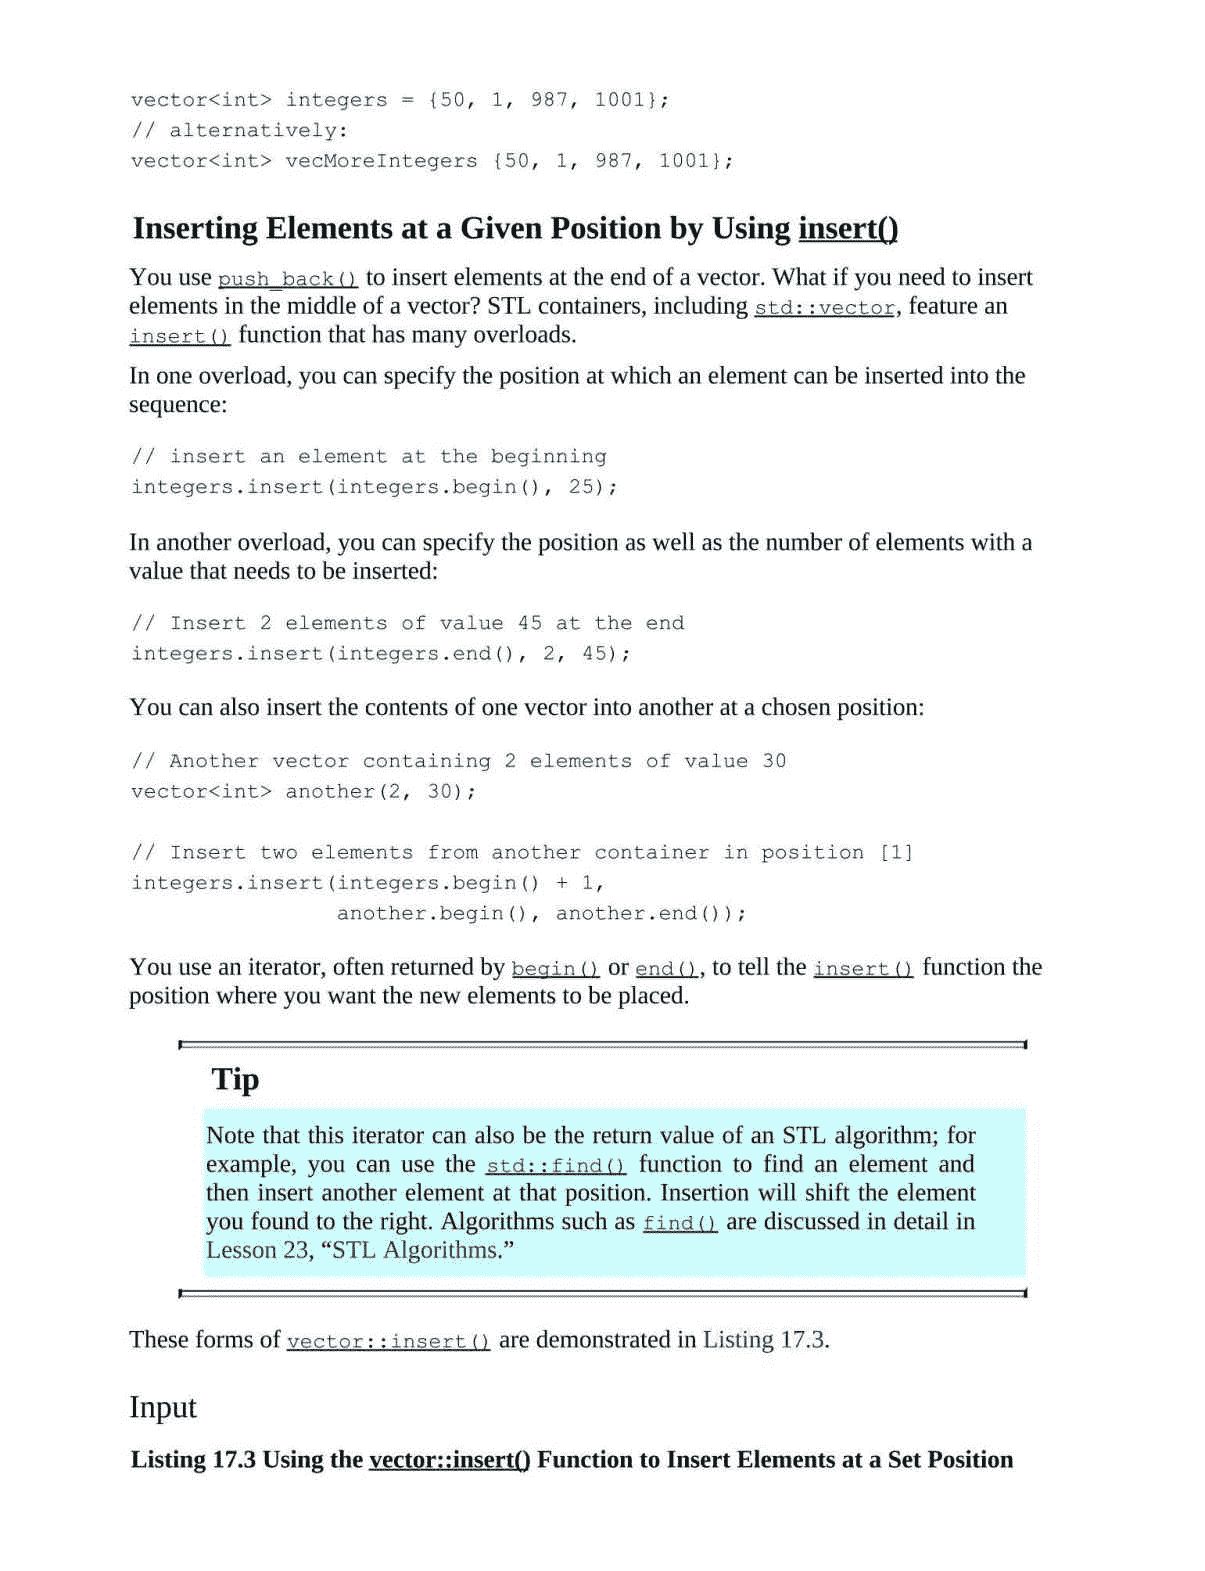 vector<int> integers = {50, 1, 987, 1001};
// alternatively:
vector<int> vecMoreIntegers {50, 1, 987, 1001};
Inserting Elements at a Given Position by Using insert()
You use push_back() to insert elements at the end of a vector. What if you need to insert
elements in the middle of a vector? STL containers, including std::vector, feature an
insert() function that has many overloads.
In one overload, you can specify the position at which an element can be inserted into the
sequence:
// insert an element at the beginning
integers.insert(integers.begin(), 25);
In another overload, you can specify the position as well as the number of elements with a
value that needs to be inserted:
// Insert 2 elements of value 45 at the end
integers.insert(integers.end(), 2, 45);
You can also insert the contents of one vector into another at a chosen position:
// Another vector containing 2 elements of value 30
vector<int> another(2, 30);
// Insert two elements from another container in position [1]
integers.insert(integers.begin() + 1,
another.begin(), another.end());
You use an iterator, often returned by begin() or end(), to tell the insert() function the
position where you want the new elements to be placed.
Tip
Note that this iterator can also be the return value of an STL algorithm; for
example, you can use the std::find() function to find an element and
then insert another element at that position. Insertion will shift the element
you found to the right. Algorithms such as find() are discussed in detail in
Lesson 23, “STL Algorithms.”
These forms of vector::insert() are demonstrated in Listing 17.3.
Input
Listing 17.3 Using the vector::insert() Function to Insert Elements at a Set Position